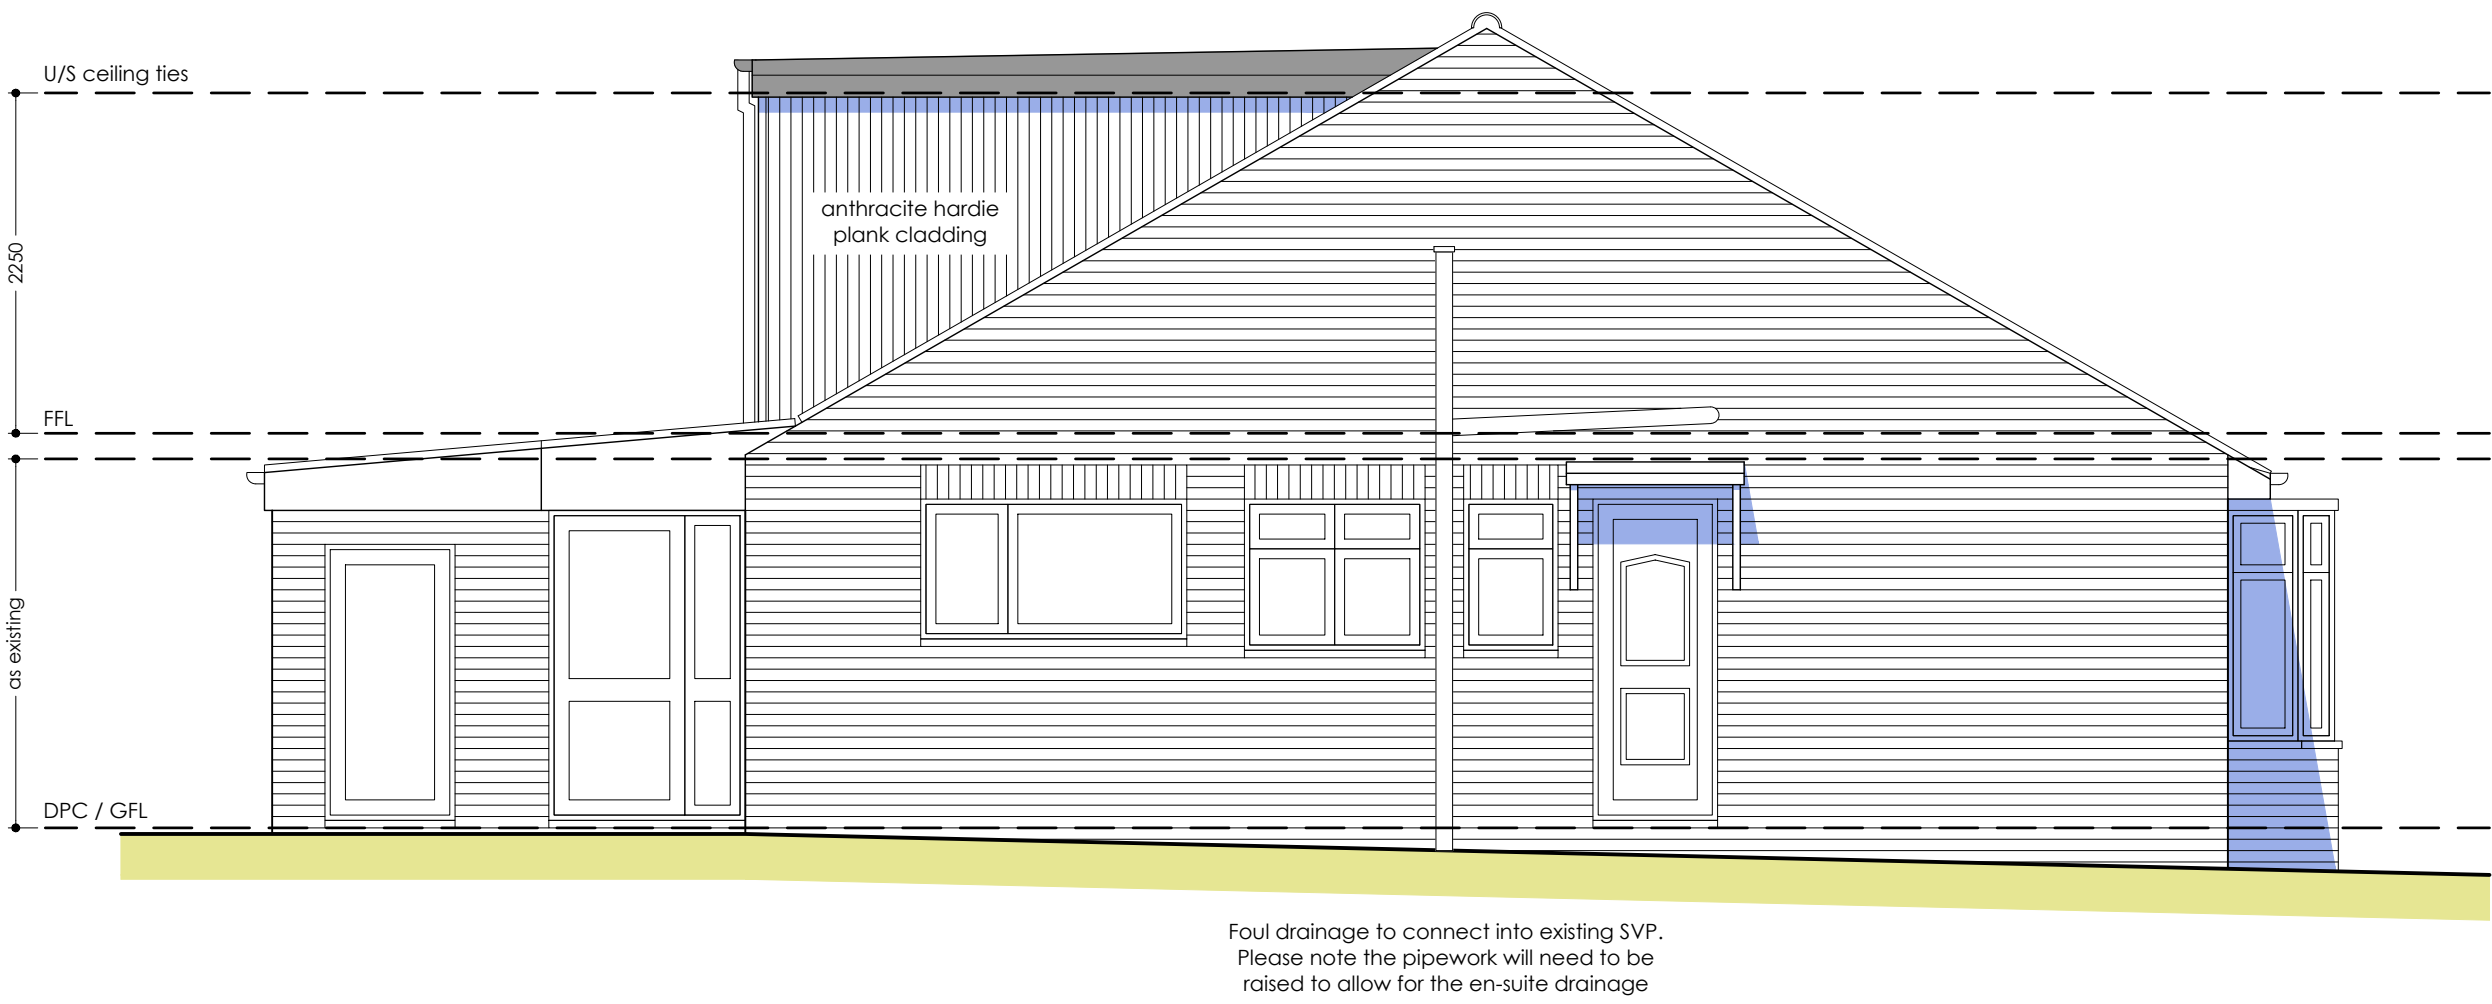 U/S ceiling ties
2250
anthracite hardie
plank cladding
FFL
as existing
DPC / GFL
Foul drainage to connect into existing SVP.
Please note the pipework will need to be
raised to allow for the en-suite drainage